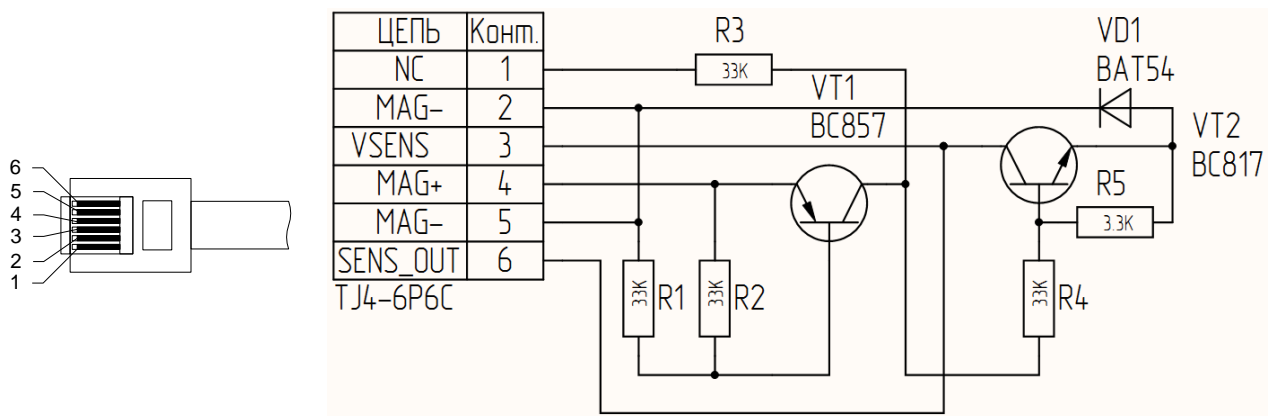 6
5
4
3
2
1
ЦЕПЬ Конт.
NC 1
MAG- 2
VSENS 3
MAG+ 4
MAG- 5
SENS_OUT 6
TJ4-6P6C
R3
33K
VT1
BC857
VD1
BAT54
VT2
BC817
R5
3.3K
33K R1
33K R2
33K R4